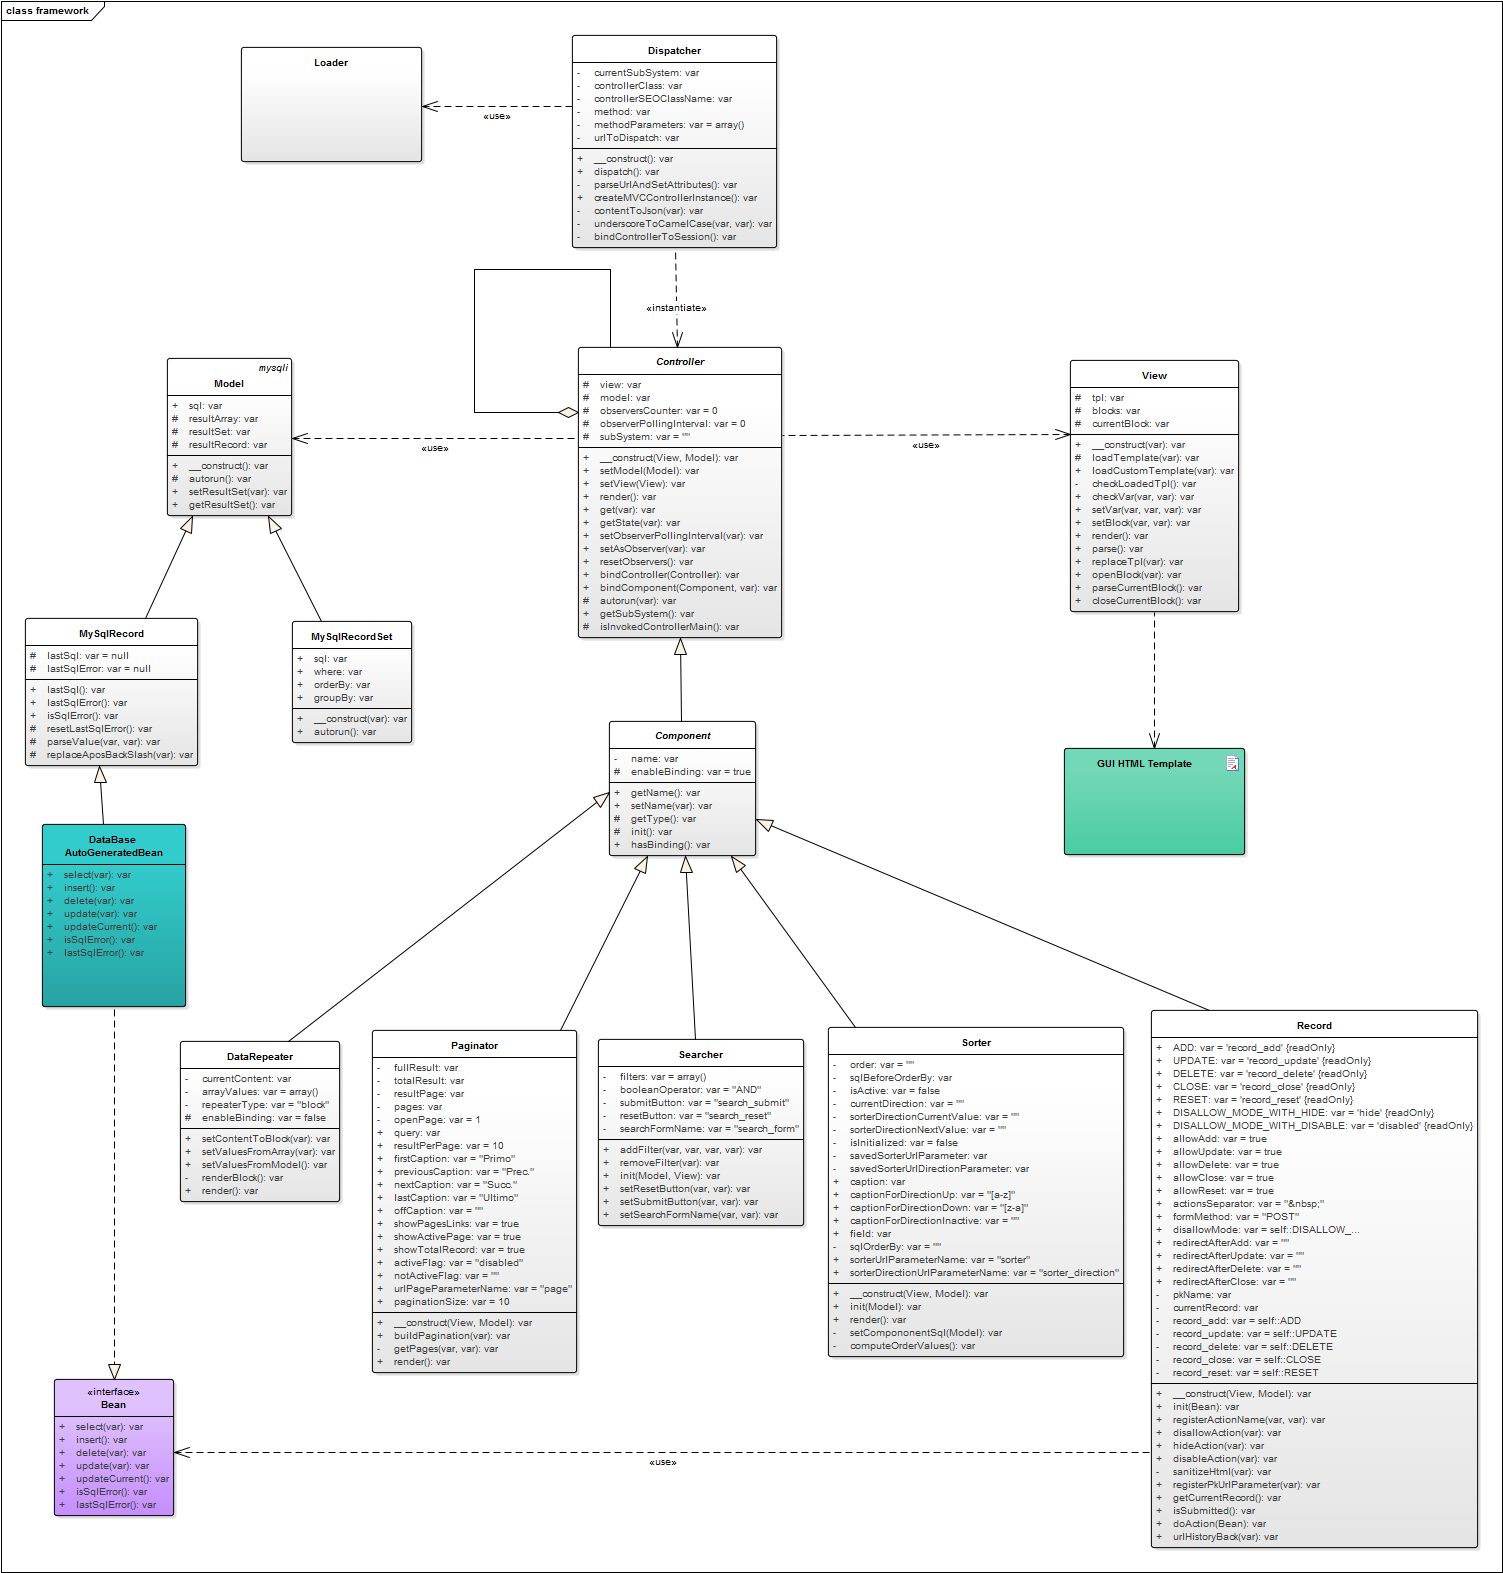 class framework
Loader
Dispatcher
- currentSubSystem: var
- controllerClass: var
- controllerSEOClassName: var
- method: var
- methodParameters: var = array()
- urlToDispatch: var
+ __construct(): var
+ dispatch(): var
- parseUrlAndSetAttributes(): var
+ createMVCControllerInstance(): var
- contentToJson(var): var
- underscoreToCamelCase(var, var): var
- bindControllerToSession(): var
«use»
«instantiate»
mysqli
Model
+ sql: var
# resultArray: var
# resultSet: var
# resultRecord: var
+ __construct(): var
# autorun(): var
+ setResultSet(var): var
+ getResultSet(): var
«use»
Controller
# view: var
# model: var
# observersCounter: var = 0
# observerPollingInterval: var = 0
# subSystem: var = ""
+ __construct(View, Model): var
+ setModel(Model): var
+ setView(View): var
+ render(): var
+ get(var): var
+ getState(var): var
+ setObserverPollingInterval(var): var
+ setAsObserver(var): var
+ resetObservers(): var
+ bindController(Controller): var
+ bindComponent(Component, var): var
# autorun(var): var
+ getSubSystem(): var
# isInvokedControllerMain(): var
«use»
View
# tpl: var
# blocks: var
# currentBlock: var
+ __construct(var): var
# loadTemplate(var): var
+ loadCustomTemplate(var): var
- checkLoadedTpl(): var
+ checkVar(var, var): var
+ setVar(var, var, var): var
+ setBlock(var, var): var
+ render(): var
+ parse(): var
+ replaceTpl(var): var
+ openBlock(var): var
+ parseCurrentBlock(): var
+ closeCurrentBlock(): var
MySqlRecord
# lastSql: var = null
# lastSqlError: var = null
+ lastSql(): var
+ lastSqlError(): var
+ isSqlError(): var
# resetLastSqlError(): var
# parseValue(var, var): var
# replaceAposBackSlash(var): var
MySqlRecordSet
+ sql: var
+ where: var
+ orderBy: var
+ groupBy: var
+ __construct(var): var
+ autorun(): var
Component
- name: var
# enableBinding: var = true
+ getName(): var
+ setName(var): var
# getType(): var
# init(): var
+ hasBinding(): var
GUI HTML Template
DataBase
AutoGeneratedBean
+ select(var): var
+ insert(): var
+ delete(var): var
+ update(var): var
+ updateCurrent(): var
+ isSqlError(): var
+ lastSqlError(): var
DataRepeater
- currentContent: var
- arrayValues: var = array()
- repeaterType: var = "block"
# enableBinding: var = false
+ setContentToBlock(var): var
+ setValuesFromArray(var): var
+ setValuesFromModel(): var
- renderBlock(): var
+ render(): var
Paginator
- fullResult: var
- totalResult: var
- resultPage: var
- pages: var
- openPage: var = 1
+ query: var
+ resultPerPage: var = 10
+ firstCaption: var = "Primo"
+ previousCaption: var = "Prec."
+ nextCaption: var = "Succ."
+ lastCaption: var = "Ultimo"
+ offCaption: var = ""
+ showPagesLinks: var = true
+ showActivePage: var = true
+ showTotalRecord: var = true
+ activeFlag: var = "disabled"
+ notActiveFlag: var = ""
+ urlPageParameterName: var = "page"
+ paginationSize: var = 10
+ __construct(View, Model): var
+ buildPagination(var): var
- getPages(var, var): var
+ render(): var
Searcher
- filters: var = array()
- booleanOperator: var = "AND"
- submitButton: var = "search_submit"
- resetButton: var = "search_reset"
- searchFormName: var = "search_form"
+ addFilter(var, var, var, var): var
+ removeFilter(var): var
+ init(Model, View): var
+ setResetButton(var, var): var
+ setSubmitButton(var, var): var
+ setSearchFormName(var, var): var
Sorter
- order: var = ""
- sqlBeforeOrderBy: var
- isActive: var = false
- currentDirection: var = ""
- sorterDirectionCurrentValue: var = ""
- sorterDirectionNextValue: var = ""
- isInitialized: var = false
- savedSorterUrlParameter: var
- savedSorterUrlDirectionParameter: var
+ caption: var
+ captionForDirectionUp: var = "[a-z]"
+ captionForDirectionDown: var = "[z-a]"
+ captionForDirectionInactive: var = ""
+ field: var
- sqlOrderBy: var = ""
+ sorterUrlParameterName: var = "sorter"
+ sorterDirectionUrlParameterName: var = "sorter_direction"
+ __construct(View, Model): var
+ init(Model): var
+ render(): var
- setCompononentSql(Model): var
- computeOrderValues(): var
Record
+ ADD: var = 'record_add' {readOnly}
+ UPDATE: var = 'record_update' {readOnly}
+ DELETE: var = 'record_delete' {readOnly}
+ CLOSE: var = 'record_close' {readOnly}
+ RESET: var = 'record_reset' {readOnly}
+ DISALLOW_MODE_WITH_HIDE: var = 'hide' {readOnly}
+ DISALLOW_MODE_WITH_DISABLE: var = 'disabled' {readOnly}
+ allowAdd: var = true
+ allowUpdate: var = true
+ allowDelete: var = true
+ allowClose: var = true
+ allowReset: var = true
+ actionsSeparator: var = "&nbsp;"
+ formMethod: var = "POST"
+ disallowMode: var = self::DISALLOW_...
+ redirectAfterAdd: var = ""
+ redirectAfterUpdate: var = ""
+ redirectAfterDelete: var = ""
+ redirectAfterClose: var = ""
- pkName: var
- currentRecord: var
- record_add: var = self::ADD
- record_update: var = self::UPDATE
- record_delete: var = self::DELETE
- record_close: var = self::CLOSE
- record_reset: var = self::RESET
+ __construct(View, Model): var
+ init(Bean): var
+ registerActionName(var, var): var
+ disallowAction(var): var
+ hideAction(var): var
+ disableAction(var): var
- sanitizeHtml(var): var
+ registerPkUrlParameter(var): var
+ getCurrentRecord(): var
+ isSubmitted(): var
+ doAction(Bean): var
+ urlHistoryBack(var): var
«interface»
Bean
+ select(var): var
+ insert(): var
+ delete(var): var
+ update(var): var
+ updateCurrent(): var
+ isSqlError(): var
+ lastSqlError(): var
«use»